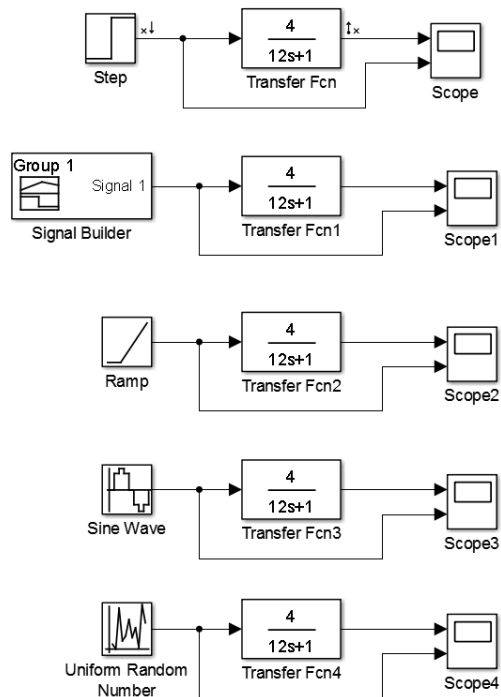 4
12s+1
Step
Transfer Fcn
Scope
Group 1
Signal 1
4
12s+1
Signal Builder
Transfer Fcn1
Scope1
4
12s+1
Ramp
Transfer Fcn2
Scope2
4
12s+1
Sine Wave
Transfer Fcn3
Scope3
4
12s+1
Uniform Random
Number
Transfer Fcn4
Scope4